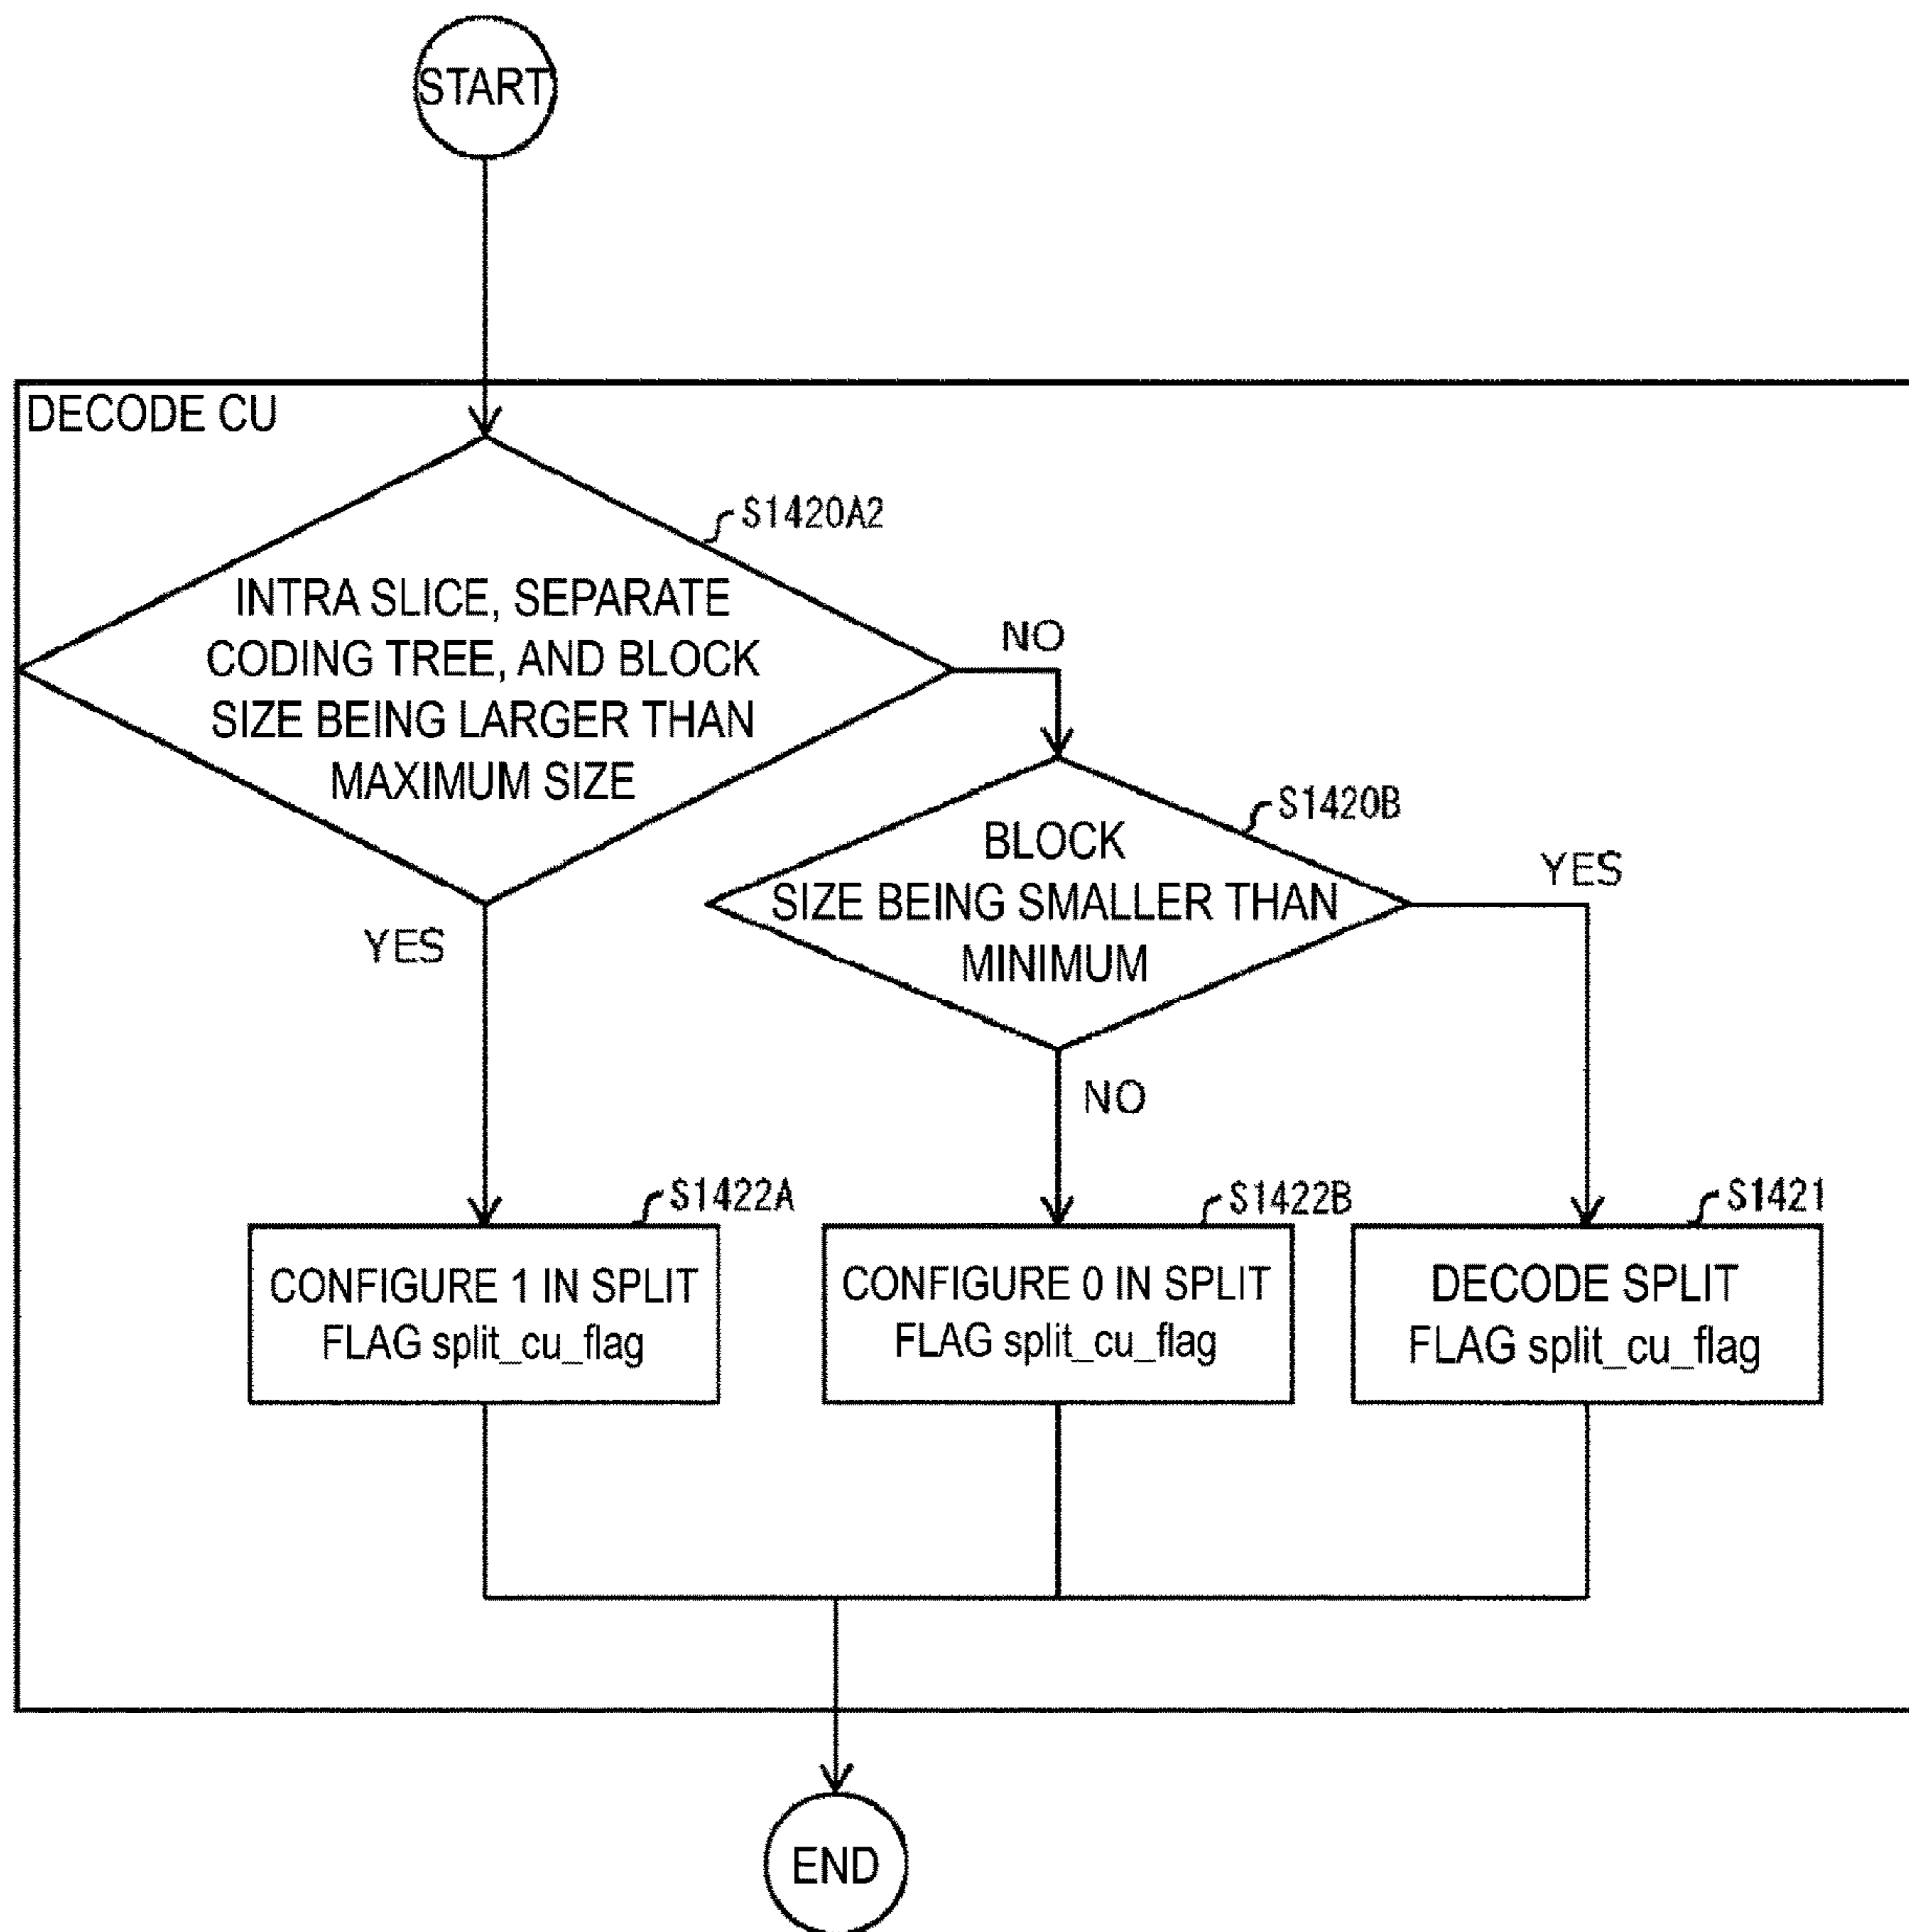 START
DECODE CU
S1420A2
INTRA SLICE, SEPARATE
CODING TREE, AND BLOCK
SIZE BEING LARGER THAN
MAXIMUM SIZE
NO
S1420B
BLOCK
SIZE BEING SMALLER THAN
MINIMUM
YES
YES
NO
S1422A
CONFIGURE 1 IN SPLIT
FLAG split_cu_flag
S1422B
CONFIGURE 0 IN SPLIT
FLAG split_cu_flag
S1421
DECODE SPLIT
FLAG split_cu_flag
END